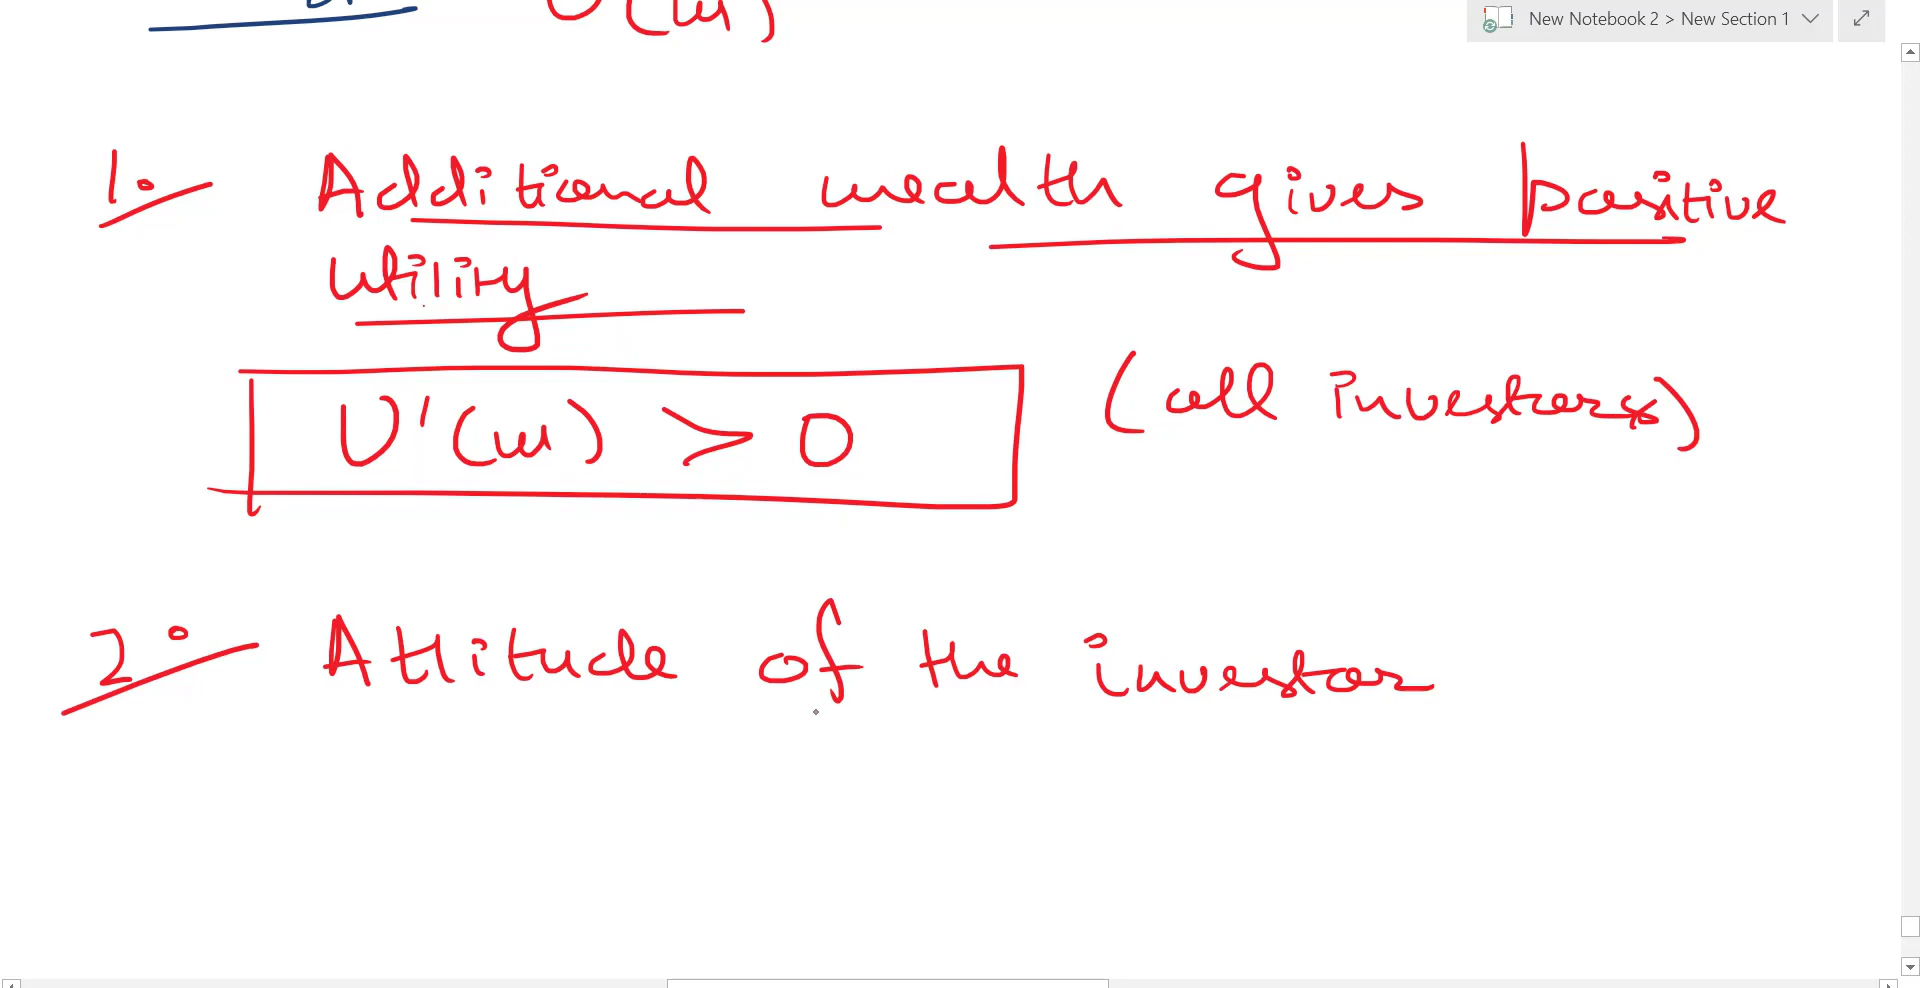 U(w)
New Notebook 2 > New Section 1
1. Additional wealth gives positive
utility
U'(w) > 0 (all investors)
2. Attitude of the investor